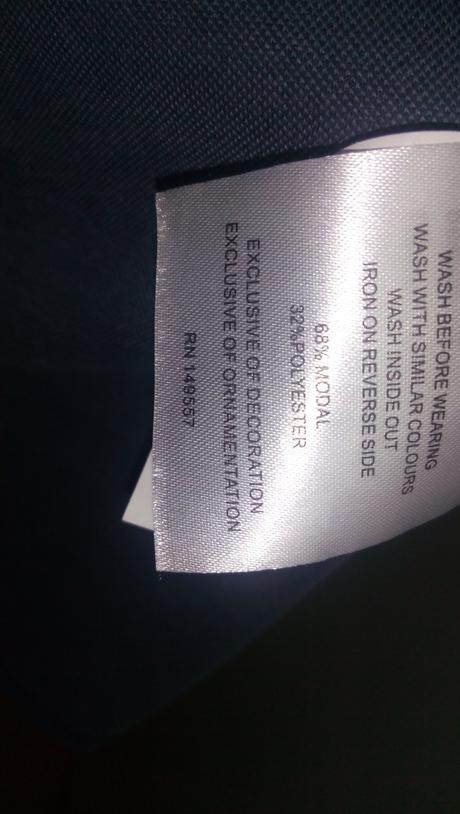 WASH BEFORE WEARING
WASH WITH SIMILAR COLOURS
WASH INSIDE OUT
IRON ON REVERSE SIDE
68% MODAL
32%POLYESTER
EXCLUSIVE OF DECORATION
EXCLUSIVE OF ORNAMENTATION
RN 149557